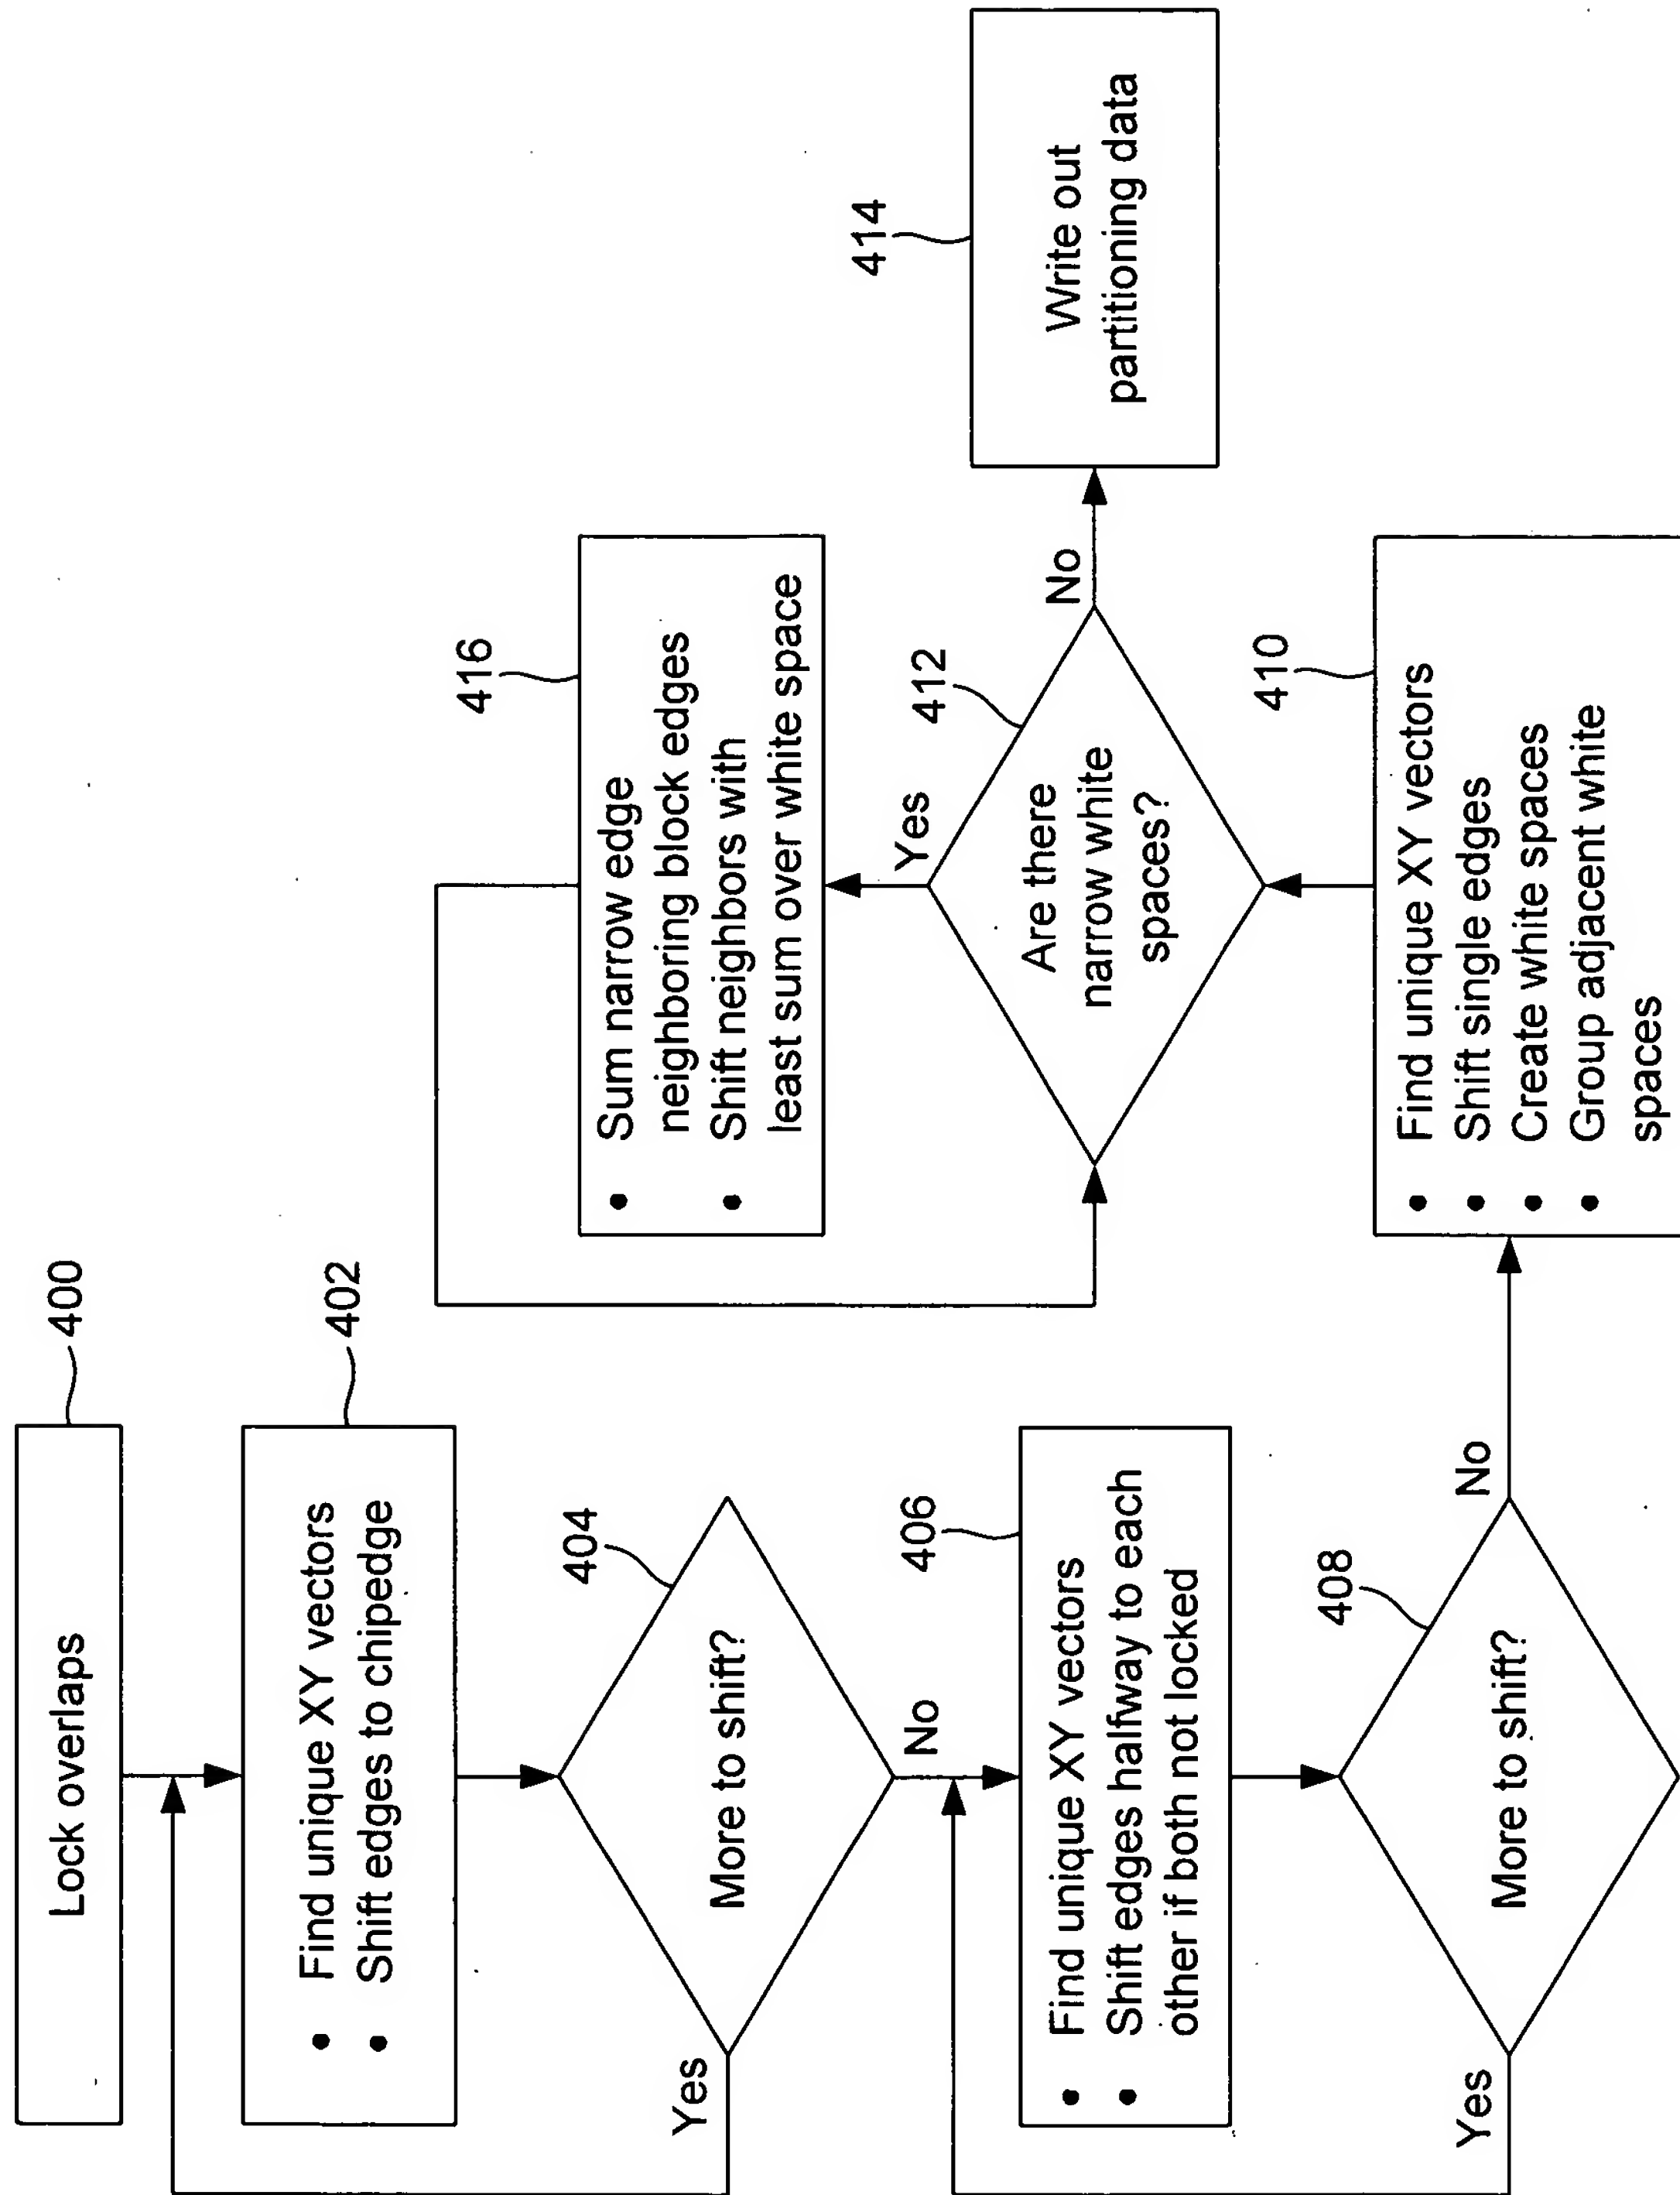 400
Lock overlaps
402
• Find unique XY vectors
• Shift edges to chipedge
404
More to shift?
Yes
No
406
• Find unique XY vectors
• Shift edges halfway to each
other if both not locked
408
More to shift?
Yes
No
410
• Find unique XY vectors
• Shift single edges
• Create white spaces
• Group adjacent white
spaces
412
Are there
narrow white
spaces?
Yes
No
416
• Sum narrow edge
neighboring block edges
• Shift neighbors with
least sum over white space
414
Write out
partitioning data